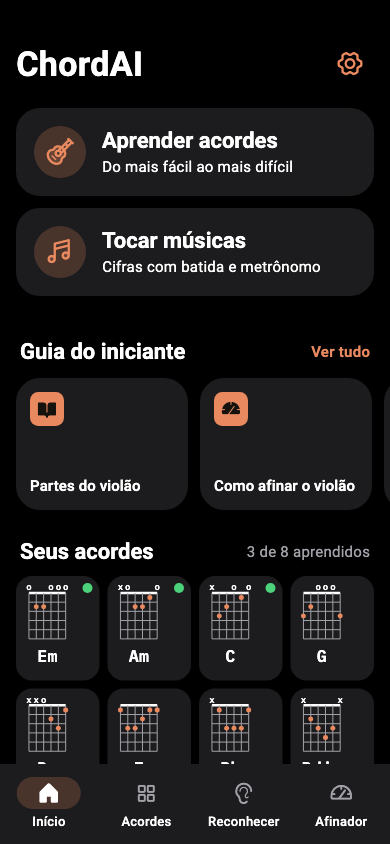 ChordAI
Aprender acordes
Do mais fácil ao mais difícil
Tocar músicas
Cifras com batida e metrônomo
Guia do iniciante
Ver tudo
Partes do violão
Como afinar o violão
Seus acordes
3 de 8 aprendidos
Em
Am
C
G
Início
Acordes
Reconhecer
Afinador